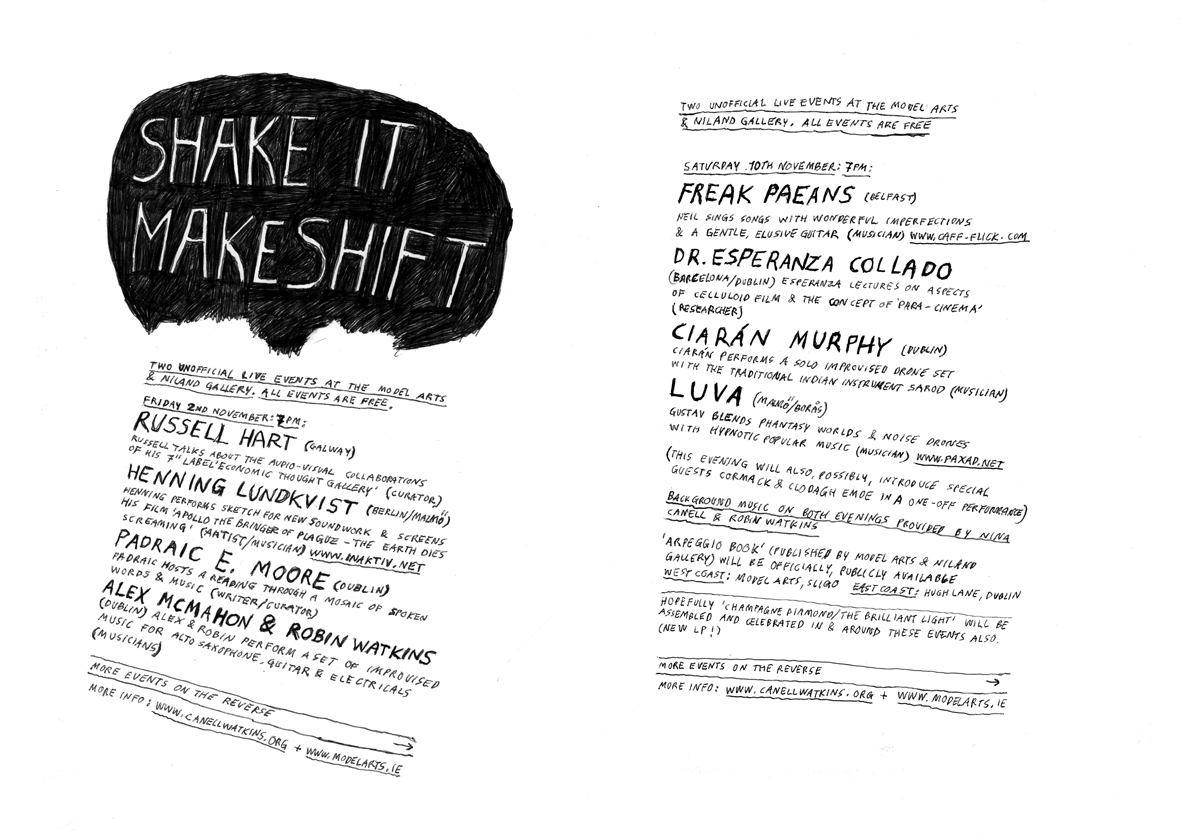 SHAKE IT
MAKESHIFT
TWO UNOFFICIAL LIVE EVENTS AT THE MODEL ARTS
& NILAND GALLERY. ALL EVENTS ARE FREE.
FRIDAY 2ND NOVEMBER: 7PM:
RUSSELL HART (GALWAY)
RUSSELL TALKS ABOUT THE AUDIO-VISUAL COLLABORATIONS
OF HIS 7" LABEL 'ECONOMIC THOUGHT GALLERY' (CURATOR)
HENNING LUNDKVIST (BERLIN/MALMÖ)
HENNING PERFORMS SKETCH FOR NEW SOUNDWORK & SCREENS
HIS FILM 'APOLLO THE BRINGER OF PLAGUE - THE EARTH DIES
SCREAMING' (ARTIST/MUSICIAN) WWW.INAKTIV.NET
PADRAIC E. MOORE (DUBLIN)
PADRAIC HOSTS A READING THROUGH A MOSAIC OF SPOKEN
WORDS & MUSIC (WRITER/CURATOR)
ALEX MCMAHON & ROBIN WATKINS
(DUBLIN) ALEX & ROBIN PERFORM A SET OF IMPROVISED
MUSIC FOR ALTO SAXOPHONE, GUITAR & ELECTRICALS
(MUSICIANS)
MORE EVENTS ON THE REVERSE →
MORE INFO: WWW.CANELLWATKINS.ORG + WWW.MODELARTS.IE
TWO UNOFFICIAL LIVE EVENTS AT THE MODEL ARTS
& NILAND GALLERY. ALL EVENTS ARE FREE
SATURDAY 10TH NOVEMBER: 7PM:
FREAK PAEANS (BELFAST)
NEIL SINGS SONGS WITH WONDERFUL IMPERFECTIONS
& A GENTLE, ELUSIVE GUITAR (MUSICIAN) WWW.CAFF-FLICK.COM
DR. ESPERANZA COLLADO
(BARCELONA/DUBLIN) ESPERANZA LECTURES ON ASPECTS
OF CELLULOID FILM & THE CONCEPT OF 'PARA-CINEMA'
(RESEARCHER)
CIARÁN MURPHY (DUBLIN)
CIARÁN PERFORMS A SOLO IMPROVISED DRONE SET
WITH THE TRADITIONAL INDIAN INSTRUMENT SAROD (MUSICIAN)
LUVA (MALMÖ/BORÅS)
GUSTAV BLENDS PHANTASY WORLDS & NOISE DRONES
WITH HYPNOTIC POPULAR MUSIC (MUSICIAN) WWW.PAXAD.NET
(THIS EVENING WILL ALSO, POSSIBLY, INTRODUCE SPECIAL
GUESTS CORMACK & CLODAGH EMOE IN A ONE-OFF PERFORMANCE)
BACKGROUND MUSIC ON BOTH EVENINGS PROVIDED BY NINA
CANELL & ROBIN WATKINS
'ARPEGGIO BOOK' (PUBLISHED BY MODEL ARTS & NILAND
GALLERY) WILL BE OFFICIALLY, PUBLICLY AVAILABLE
WEST COAST: MODEL ARTS, SLIGO EAST COAST: HUGH LANE, DUBLIN
HOPEFULLY 'CHAMPAGNE DIAMOND/THE BRILLIANT LIGHT' WILL BE
ASSEMBLED AND CELEBRATED IN & AROUND THESE EVENTS ALSO.
(NEW LP!)
MORE EVENTS ON THE REVERSE →
MORE INFO: WWW.CANELLWATKINS.ORG + WWW.MODELARTS.IE